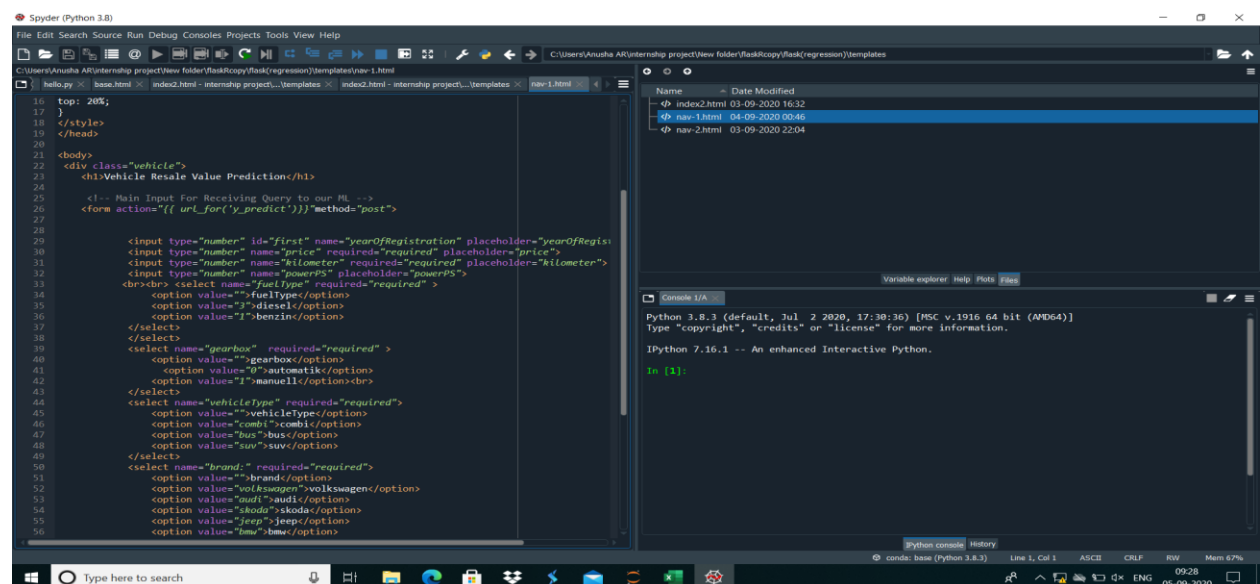 Spyder (Python 3.8)
File Edit Search Source Run Debug Consoles Projects Tools View Help
C:\Users\Anusha AR\internship project\New folder\flaskRcopy\flask(regression)\templates
C:\Users\Anusha AR\internship project\New folder\flaskRcopy\flask(regression)\templates\nav-1.html
hello.py base.html index2.html - internship project\...\templates index2.html - internship project\...\templates nav-1.html
16 top: 20%;
17 }
18 </style>
19 </head>
20
21 <body>
22 <div class="vehicle">
23 <h1>Vehicle Resale Value Prediction</h1>
24
25 <!-- Main Input For Receiving Query to our ML -->
26 <form action="{{ url_for('y_predict')}}"method="post">
27
28
29 <input type="number" id="first" name="yearOfRegistration" placeholder="yearOfRegis
30 <input type="number" name="price" required="required" placeholder="price">
31 <input type="number" name="kilometer" required="required" placeholder="kilometer">
32 <input type="number" name="powerPS" placeholder="powerPS">
33 <br><br> <select name="fuelType" required="required" >
34 <option value="">fuelType</option>
35 <option value="3">diesel</option>
36 <option value="1">benzin</option>
37 </select>
38 </select>
39 <select name="gearbox" required="required" >
40 <option value="">gearbox</option>
41 <option value="0">automatik</option>
42 <option value="1">manuell</option><br>
43 </select>
44 <select name="vehicleType" required="required">
45 <option value="">vehicleType</option>
46 <option value="combi">combi</option>
47 <option value="bus">bus</option>
48 <option value="suv">suv</option>
49 </select>
50 <select name="brand:" required="required">
51 <option value="">brand</option>
52 <option value="volkswagen">volkswagen</option>
53 <option value="audi">audi</option>
54 <option value="skoda">skoda</option>
55 <option value="jeep">jeep</option>
56 <option value="bmw">bmw</option>
Name Date Modified
index2.html 03-09-2020 16:32
nav-1.html 04-09-2020 00:46
nav-2.html 03-09-2020 22:04
Variable explorer Help Plots Files
Console 1/A
Python 3.8.3 (default, Jul 2 2020, 17:30:36) [MSC v.1916 64 bit (AMD64)]
Type "copyright", "credits" or "license" for more information.
IPython 7.16.1 -- An enhanced Interactive Python.
In [1]:
IPython console History
conda: base (Python 3.8.3) Line 1, Col 1 ASCII CRLF RW Mem 67%
Type here to search
ENG
09:28
05-09-2020